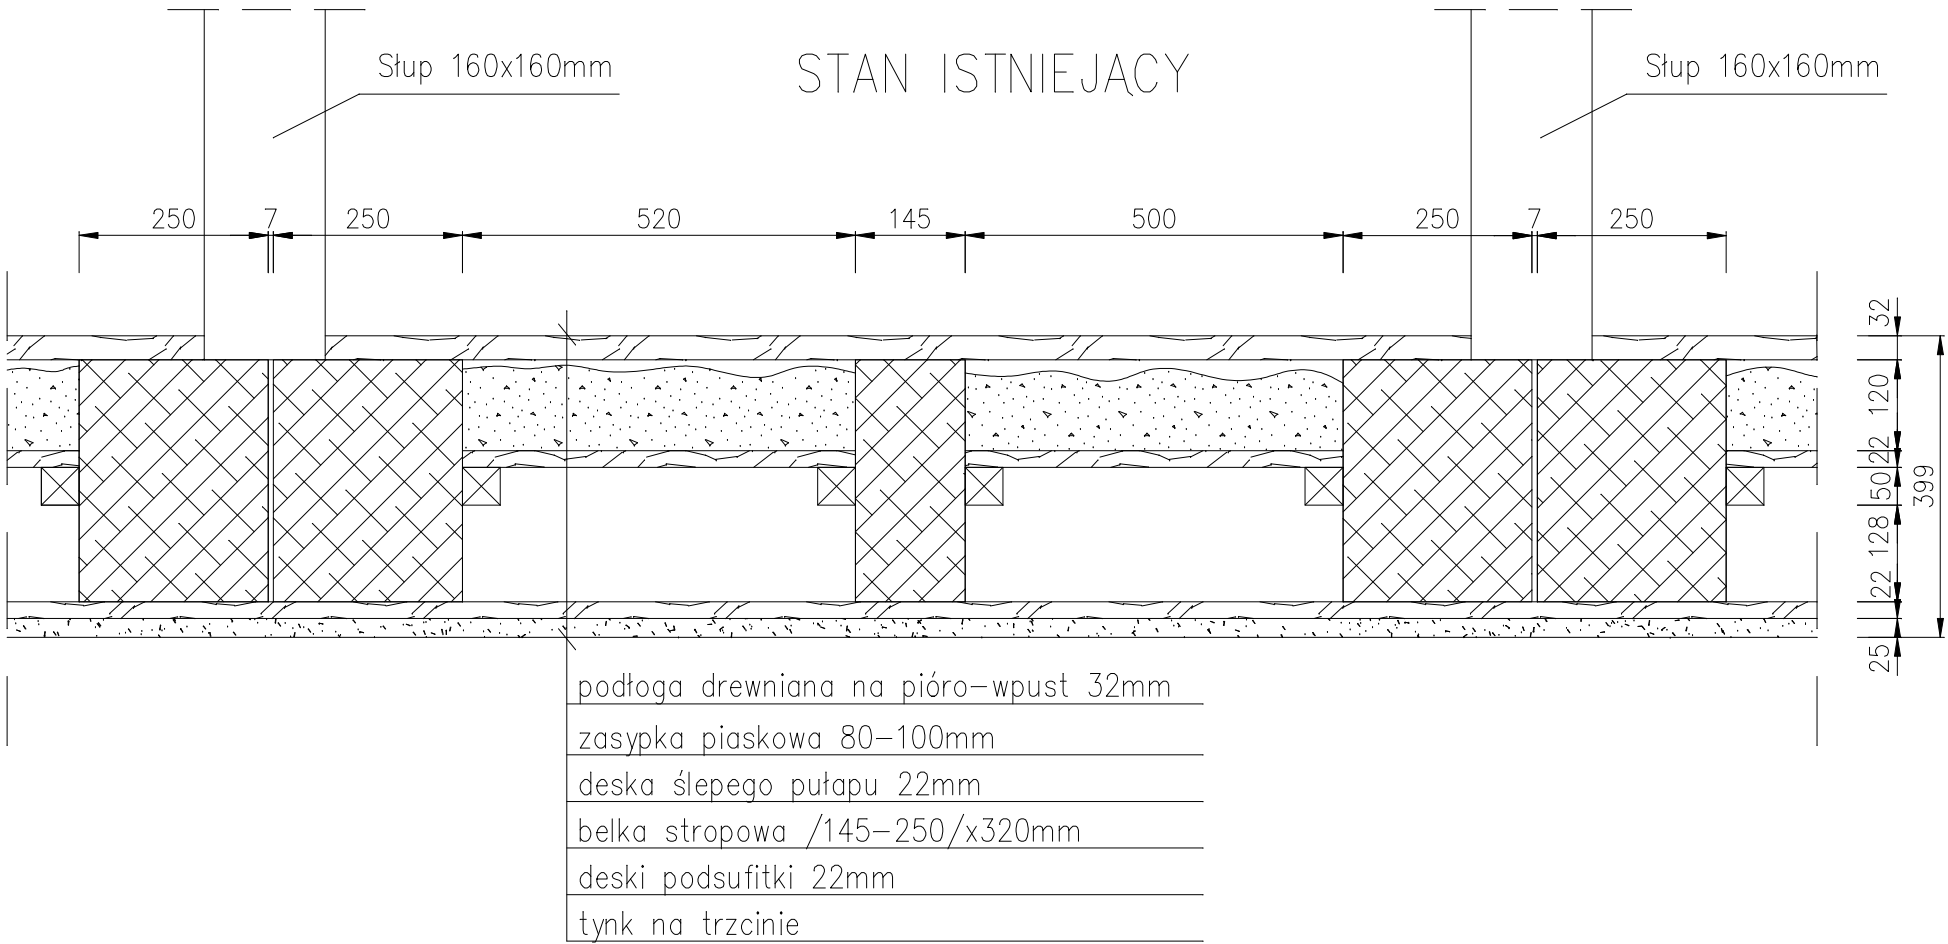 STAN ISTNIEJĄCY
Słup 160x160mm
Słup 160x160mm
250 7 250 520 145 500 250 7 250
32
120
22
50
128
22
25
399
podłoga drewniana na pióro-wpust 32mm
zasypka piaskowa 80-100mm
deska ślepego pułapu 22mm
belka stropowa /145-250/x320mm
deski podsufitki 22mm
tynk na trzcinie